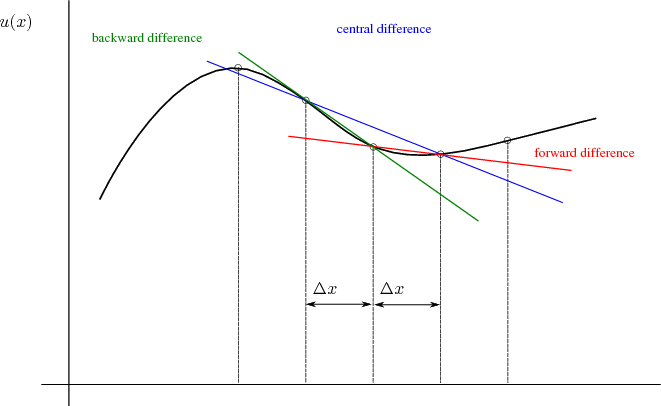 central difference
u(x)
backward difference
forward difference
Δx
Δx